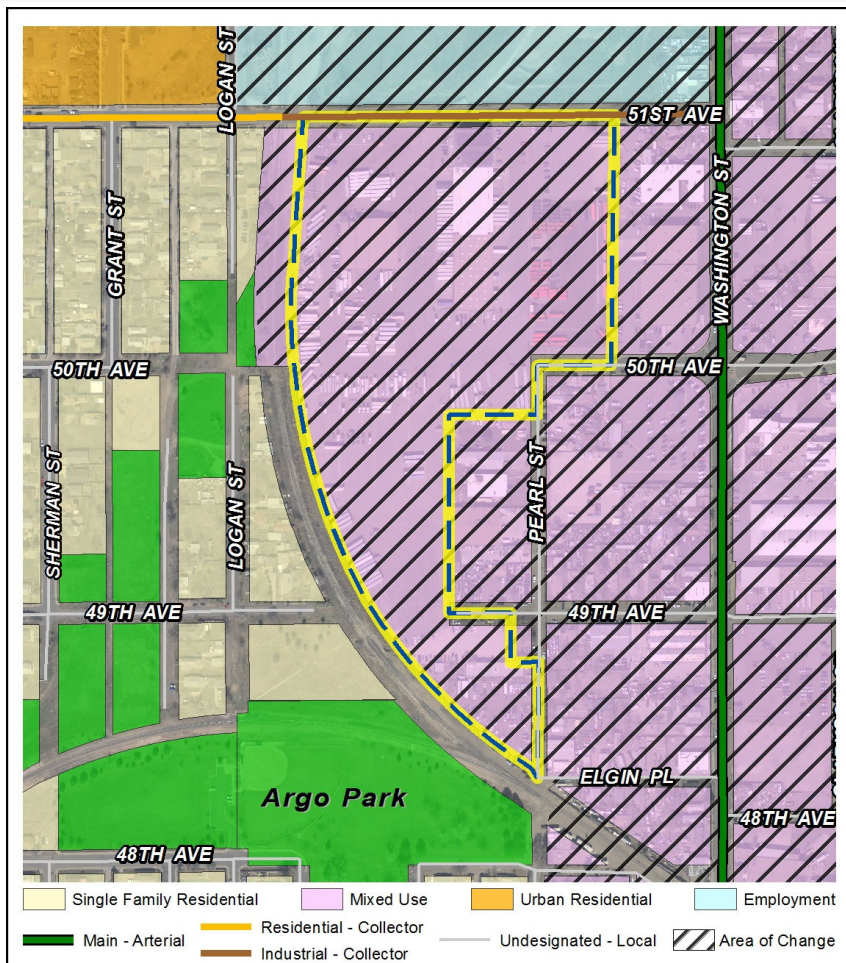 LOGAN ST
51ST AVE
GRANT ST
WASHINGTON ST
50TH AVE
50TH AVE
SHERMAN ST
LOGAN ST
PEARL ST
49TH AVE
49TH AVE
ELGIN PL
Argo Park
48TH AVE
48TH AVE
Single Family Residential
Mixed Use
Urban Residential
Employment
Main - Arterial
Residential - Collector
Industrial - Collector
Undesignated - Local
Area of Change